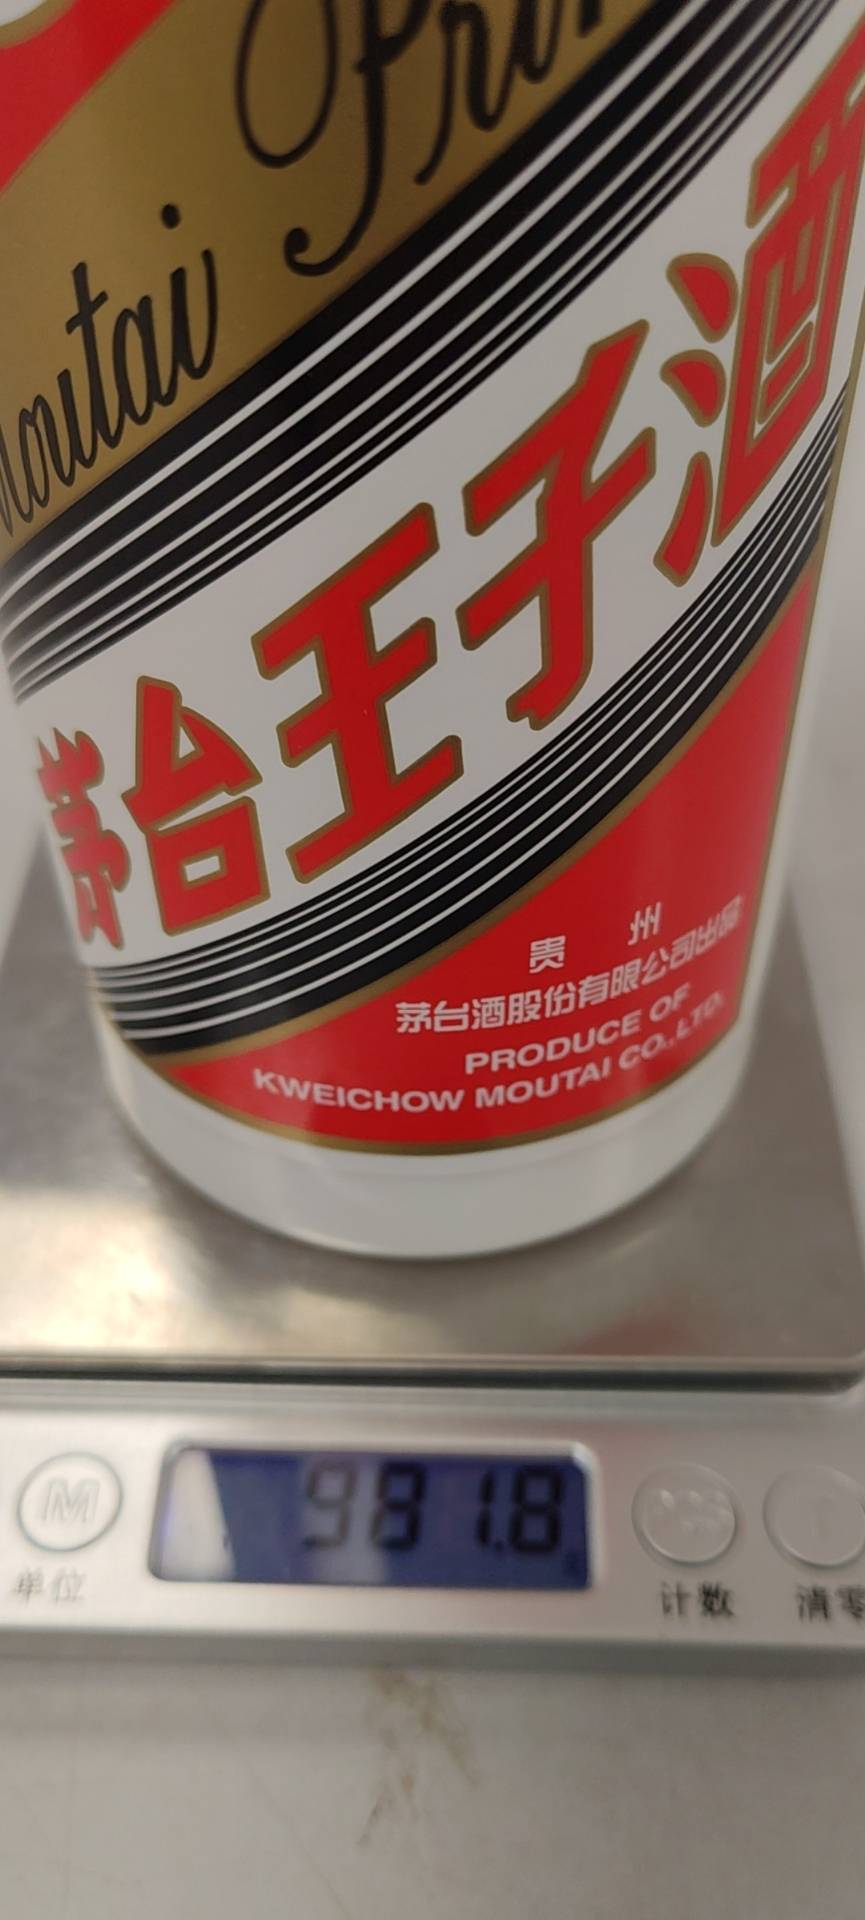 Moutai Prin
茅台王子酒
贵 州
茅台酒股份有限公司出品
PRODUCE OF
KWEICHOW MOUTAI CO.,LTD.
981.8
M
单位
计数
清零